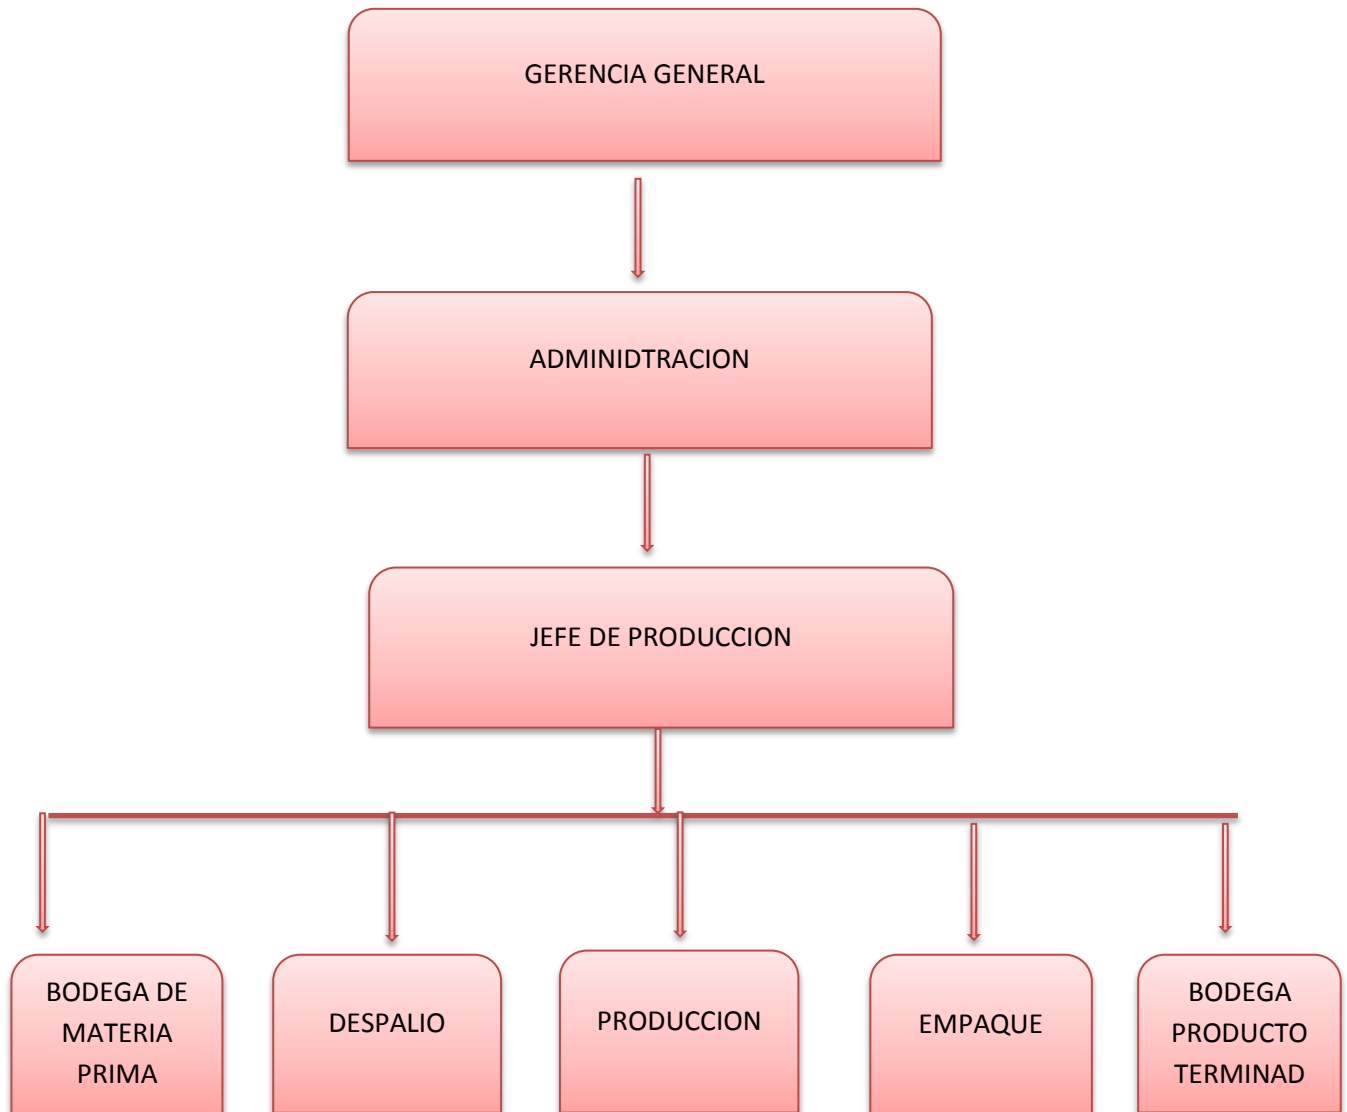 GERENCIA GENERAL
ADMINIDTRACION
JEFE DE PRODUCCION
BODEGA DE
MATERIA
PRIMA
DESPALIO
PRODUCCION
EMPAQUE
BODEGA
PRODUCTO
TERMINAD